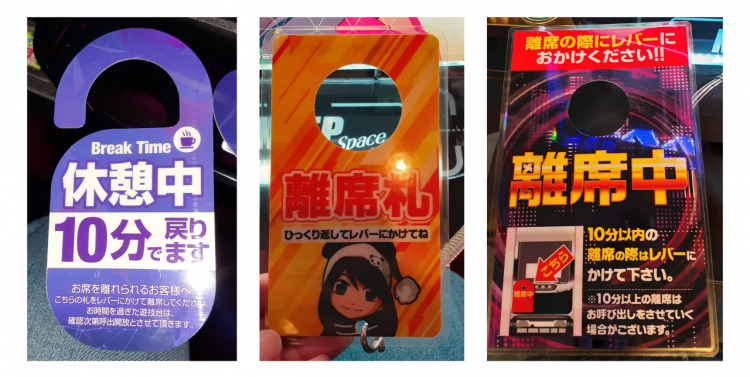 Break Time
休憩中
10分で戻ります
お席を離れられるお客様へ
こちらの札をレバーにかけて離席してください
お時間を過ぎた遊技台は、
確認次第呼出開放とさせて頂きます。
Space
離席札
ひっくり返してレバーにかけてね
離席の際にレバーに
おかけください!!
離席中
こちら
離席中
10分以内の
離席の際はレバーに
かけて下さい。
※10分以上の離席は
お呼び出しをさせていく
場合がございます。